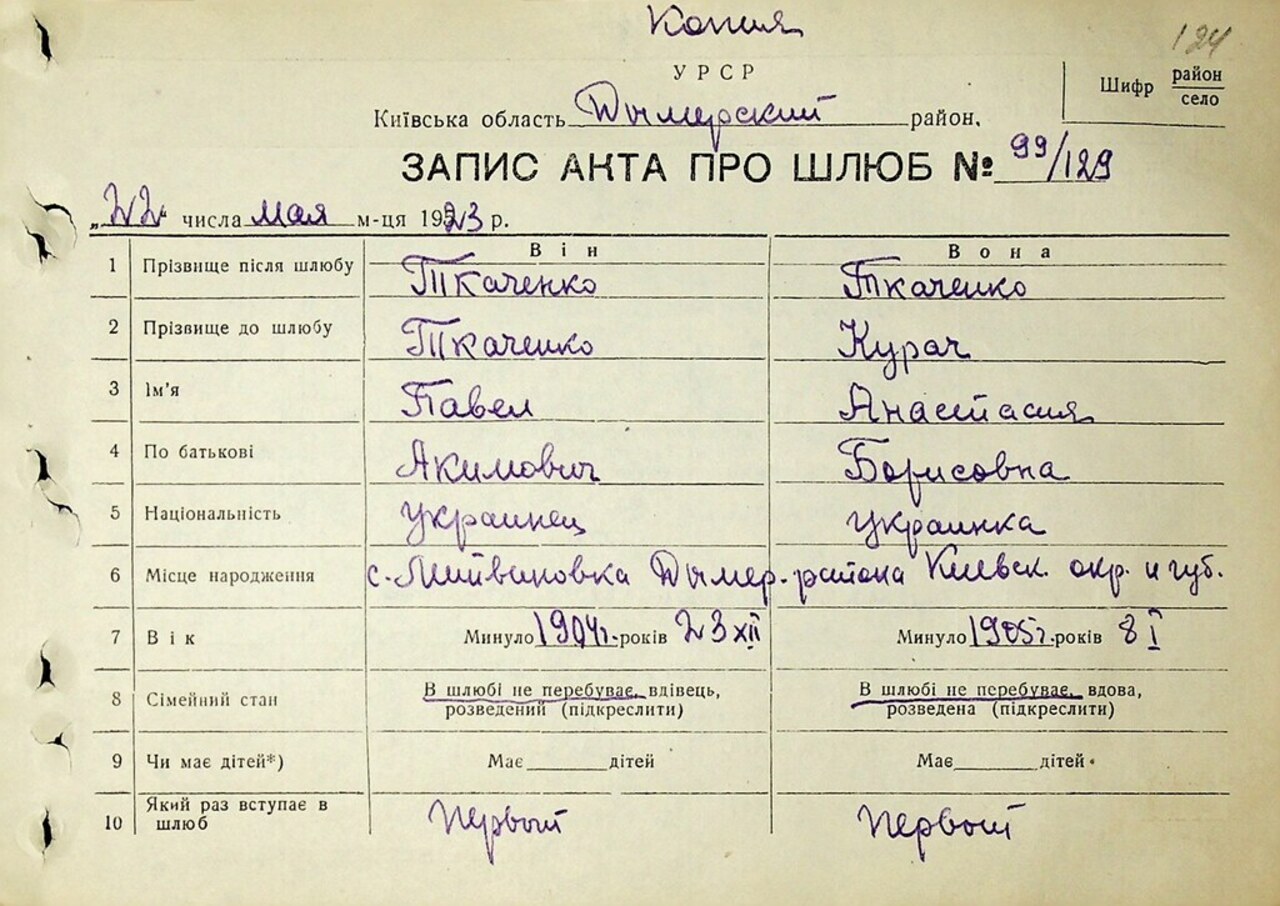 Копия
124
УРСР
Шифр район
село
Київська область Дымерский район.
ЗАПИС АКТА ПРО ШЛЮБ № 99/129
„22“ числа мая м-ця 1923 р.
Він Вона
1 Прізвище після шлюбу Ткаченко Ткаченко
2 Прізвище до шлюбу Ткаченко Курач
3 Ім'я Павел Анастасия
4 По батькові Акимович Борисовна
5 Національність украинец украинка
6 Місце народження с. Литвиновка Дымер. района Киевск. окр. и губ.
7 Вік Минуло 1904г. років 23 XII Минуло 1905г. років 8 I
8 Сімейний стан В шлюбі не перебуває, вдівець, розведений (підкреслити) В шлюбі не перебуває, вдова, розведена (підкреслити)
9 Чи має дітей*) Має дітей Має дітей
10 Який раз вступає в шлюб первый первый